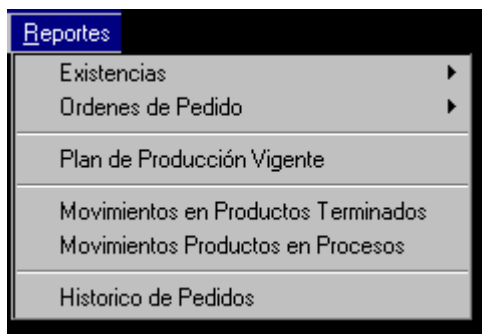 Reportes
Existencias
Ordenes de Pedido
Plan de Producción Vigente
Movimientos en Productos Terminados
Movimientos Productos en Procesos
Historico de Pedidos